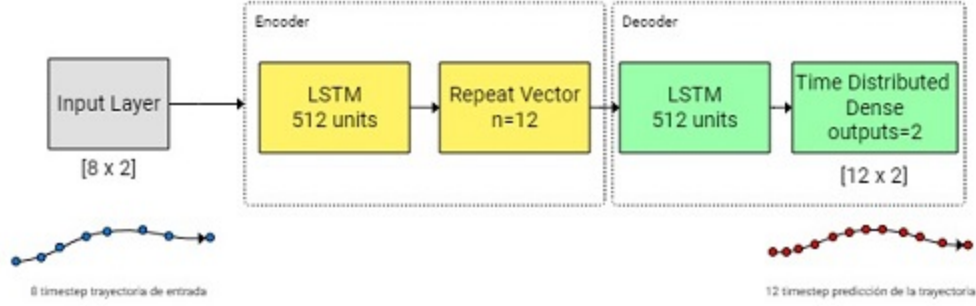 Encoder
Decoder
Input Layer
LSTM
512 units
Repeat Vector
n=12
LSTM
512 units
Time Distributed
Dense
outputs=2
[8 x 2]
[12 x 2]
8 timestep trayectoria de entrada
12 timestep predicción de la trayectoria